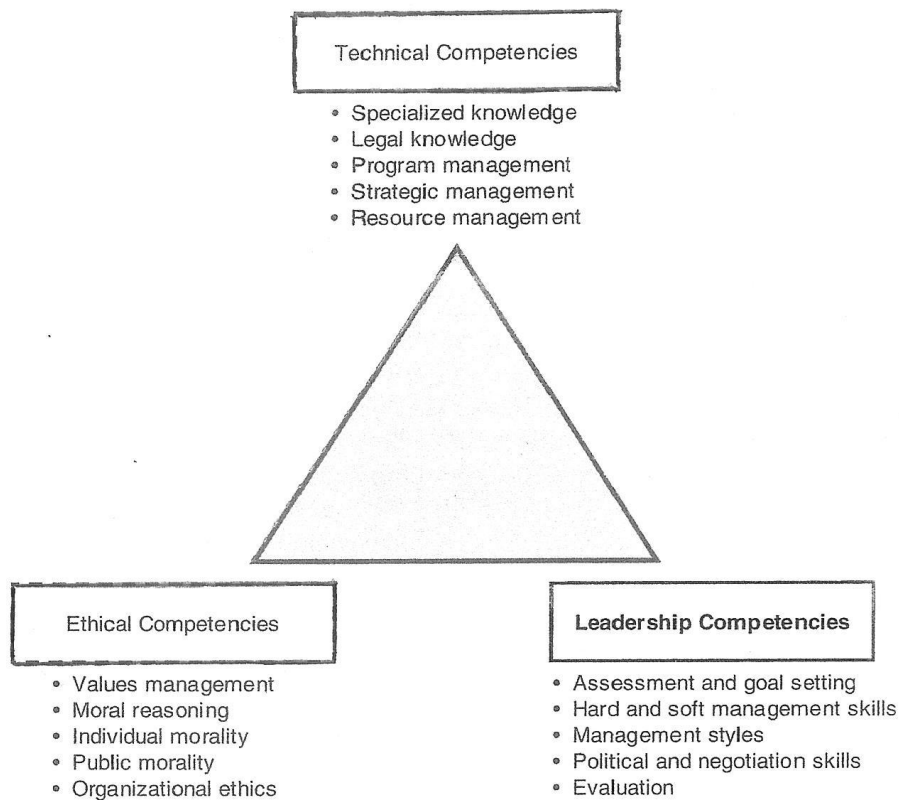 Technical Competencies
• Specialized knowledge
• Legal knowledge
• Program management
• Strategic management
• Resource management
Ethical Competencies
• Values management
• Moral reasoning
• Individual morality
• Public morality
• Organizational ethics
Leadership Competencies
• Assessment and goal setting
• Hard and soft management skills
• Management styles
• Political and negotiation skills
• Evaluation